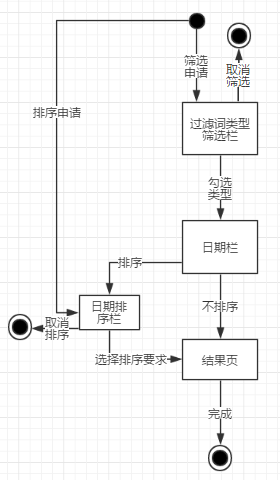 筛选
申请
取消
筛选
排序申请
过滤词类型
筛选栏
勾选
类型
日期栏
排序
日期排
序栏
不排序
取消
排序
选择排序要求
结果页
完成